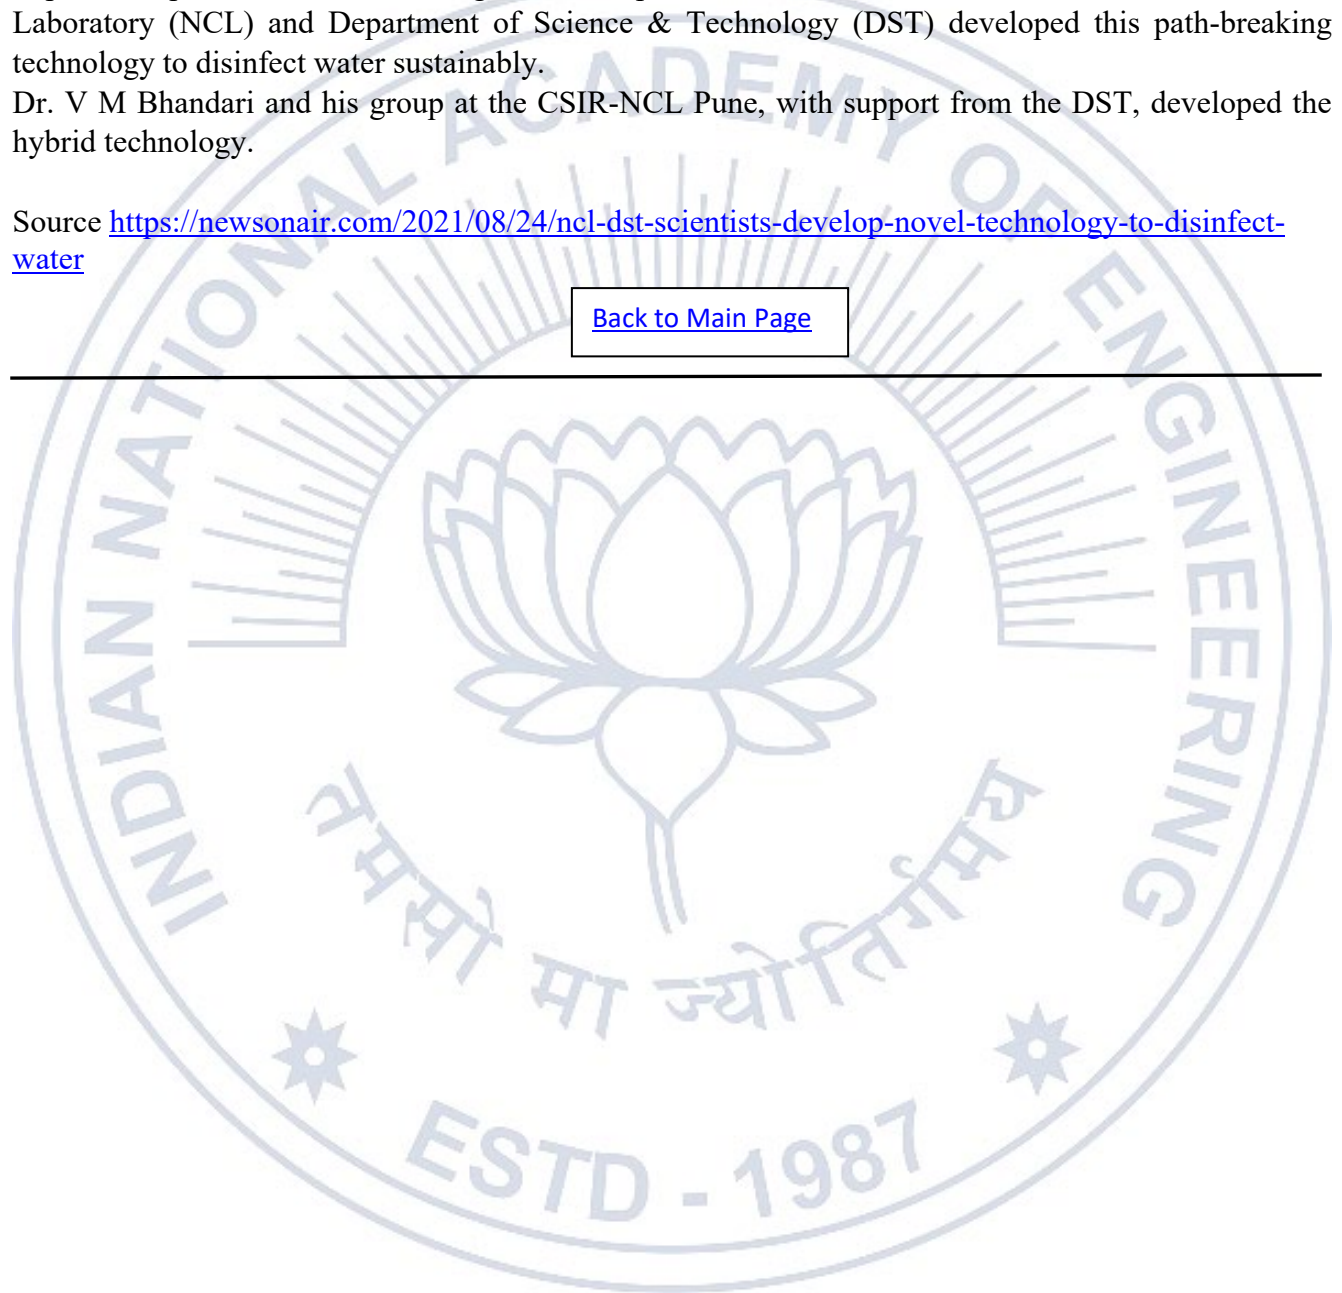 Laboratory (NCL) and Department of Science & Technology (DST) developed this path-breaking
technology to disinfect water sustainably.
Dr. V M Bhandari and his group at the CSIR-NCL Pune, with support from the DST, developed the
hybrid technology.
Source https://newsonair.com/2021/08/24/ncl-dst-scientists-develop-novel-technology-to-disinfect-
water
Back to Main Page
INDIAN NATIONAL ACADEMY OF ENGINEERING
तमसो मा ज्योतिर्गमय
ESTD - 1987